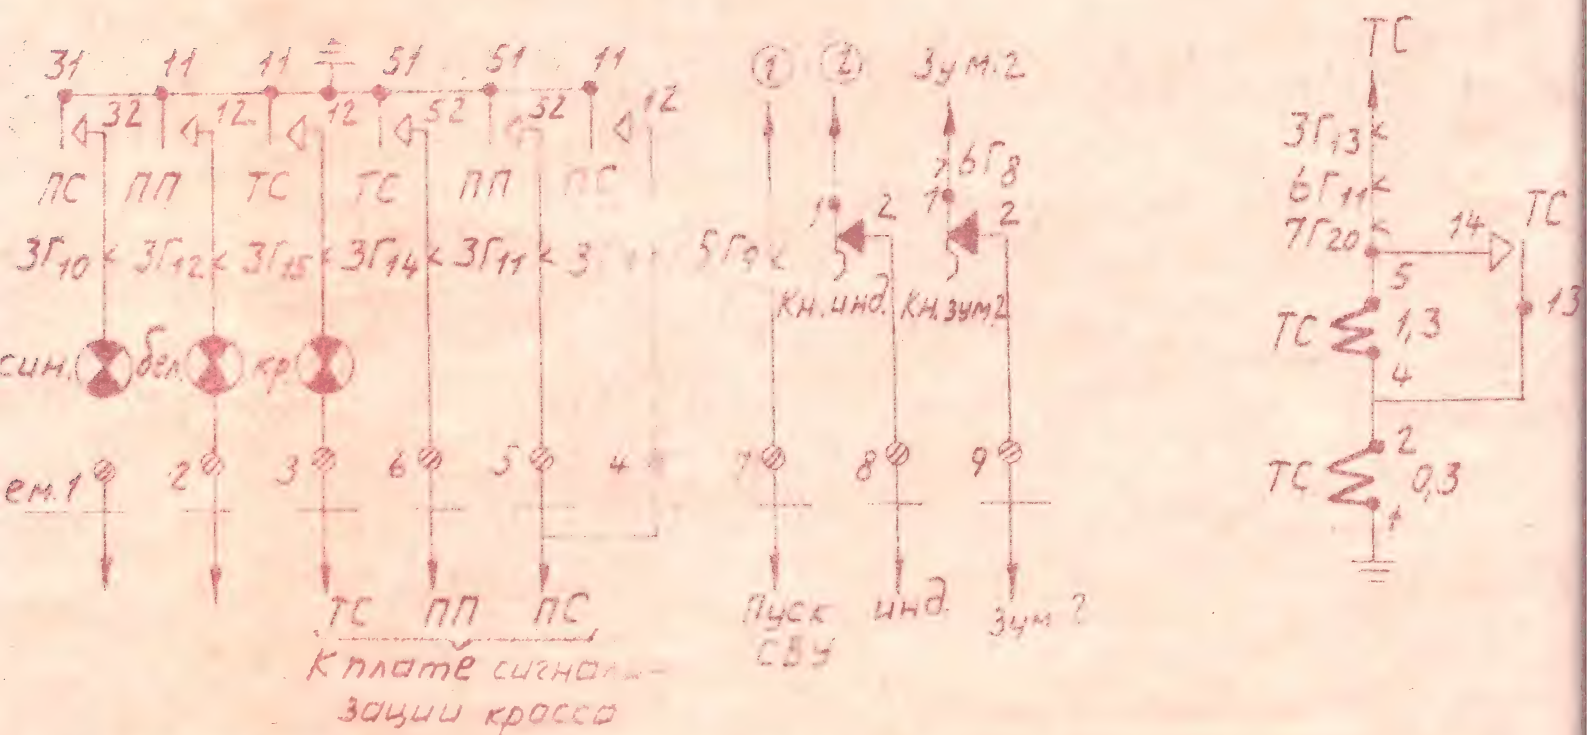 31 11 11 51 51 11
32 12 12 52 52 12
ПС ПП ТС ТС ПП ПС
3Г10 3Г12 3Г15 3Г14 3Г11
син. бел. кр.
ем.1 2 3 6 5 4
ТС ПП ПС
К плате сигнализации кросса
1 2 Зум.2
5Г9 6Г8
1 2 1 2
Кн.инд. Кн.зум2
7 8 9
Пуск СВУ
инд.
Зум 2
ТС
3Г13
6Г11
7Г20
14 ТС
5
13
ТС 1,3
4
2
ТС 0,3
1